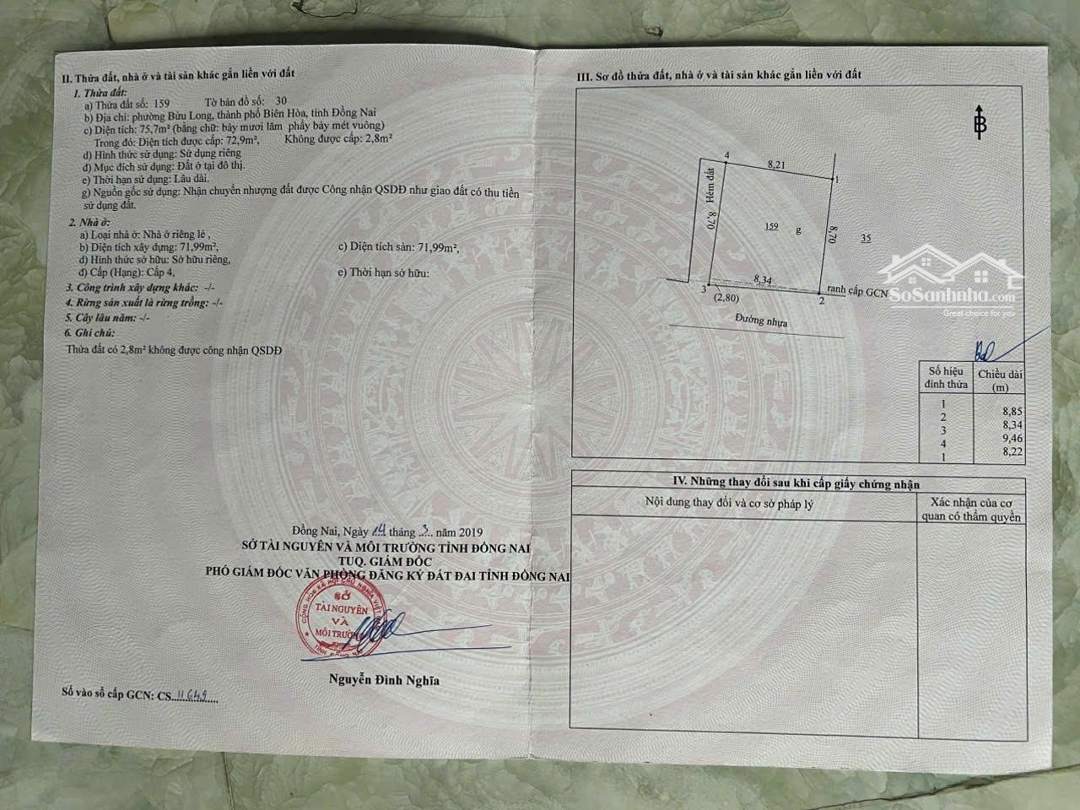 II. Thửa đất, nhà ở và tài sản khác gắn liền với đất
1. Thửa đất:
a) Thửa đất số: 159 Tờ bản đồ số: 30
b) Địa chỉ: phường Bửu Long, thành phố Biên Hòa, tỉnh Đồng Nai
c) Diện tích: 75,7m² (bằng chữ: bảy mươi lăm phẩy bảy mét vuông)
Trong đó: Diện tích được cấp: 72,9m², Không được cấp: 2,8m²
d) Hình thức sử dụng: Sử dụng riêng
đ) Mục đích sử dụng: Đất ở tại đô thị.
e) Thời hạn sử dụng: Lâu dài.
g) Nguồn gốc sử dụng: Nhận chuyển nhượng đất được Công nhận QSDĐ như giao đất có thu tiền
sử dụng đất.
2. Nhà ở:
a) Loại nhà ở: Nhà ở riêng lẻ ,
b) Diện tích xây dựng: 71,99m², c) Diện tích sàn: 71,99m²,
d) Hình thức sở hữu: Sở hữu riêng,
đ) Cấp (Hạng): Cấp 4, e) Thời hạn sở hữu:
3. Công trình xây dựng khác: -/-
4. Rừng sản xuất là rừng trồng: -/-
5. Cây lâu năm: -/-
6. Ghi chú:
Thửa đất có 2,8m² không được công nhận QSDĐ
Đồng Nai, Ngày 14 tháng 3 năm 2019
SỞ TÀI NGUYÊN VÀ MÔI TRƯỜNG TỈNH ĐỒNG NAI
TUQ. GIÁM ĐỐC
PHÓ GIÁM ĐỐC VĂN PHÒNG ĐĂNG KÝ ĐẤT ĐAI TỈNH ĐỒNG NAI
SỞ
TÀI NGUYÊN
VÀ
MÔI TRƯỜNG
Nguyễn Đình Nghĩa
Số vào sổ cấp GCN: CS 11649
III. Sơ đồ thửa đất, nhà ở và tài sản khác gắn liền với đất
B
4
8,21
1
Hẻm đất
8,70
159
g
8,70
35
8,34
3
(2,80)
2
ranh cấp GCN
Đường nhựa
SoSanhnha.com
Great choice for you
Số hiệu đỉnh thửa
Chiều dài (m)
1
8,85
2
8,34
3
9,46
4
8,22
1
IV. Những thay đổi sau khi cấp giấy chứng nhận
Nội dung thay đổi và cơ sở pháp lý
Xác nhận của cơ quan có thẩm quyền